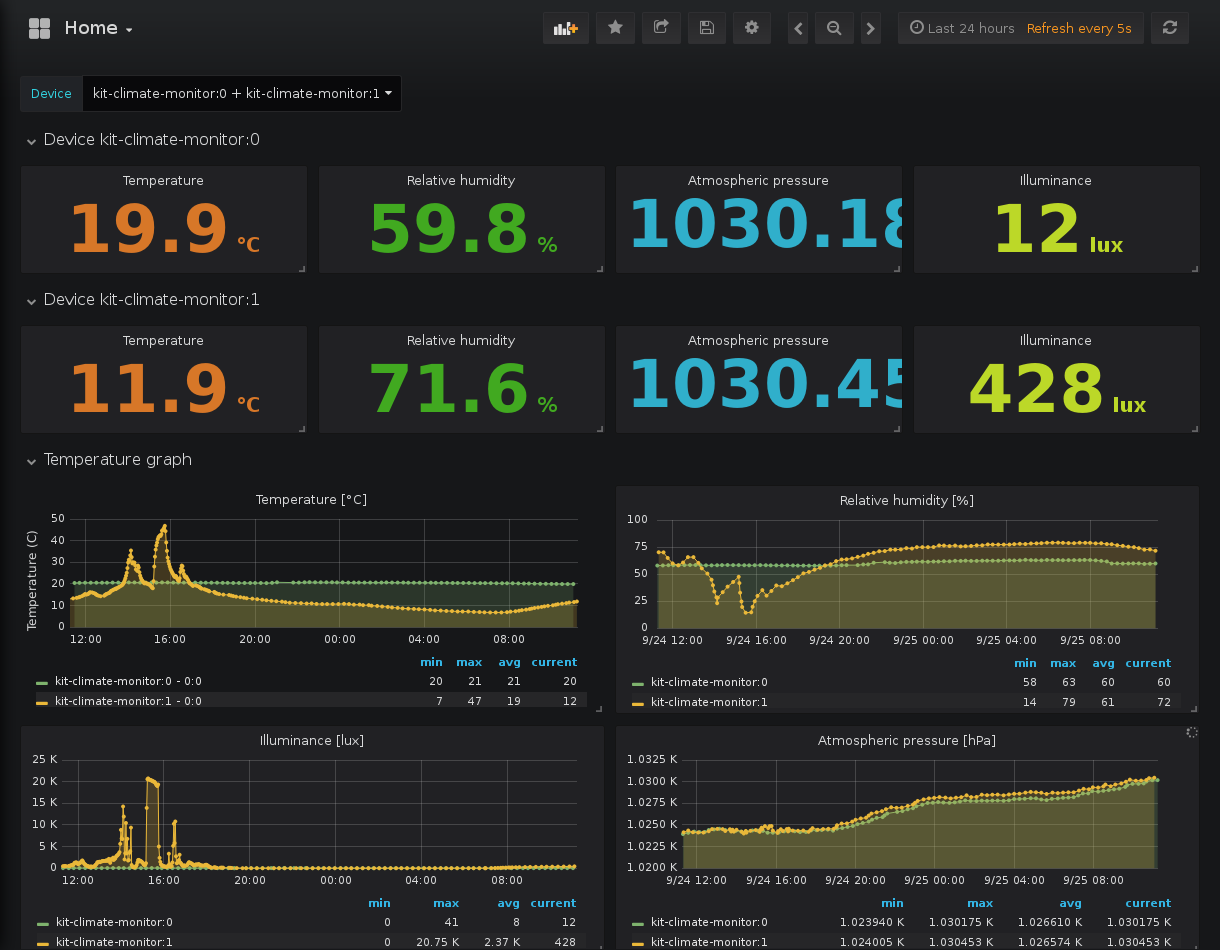 Home
Last 24 hours Refresh every 5s
Device kit-climate-monitor:0 + kit-climate-monitor:1
Device kit-climate-monitor:0
Temperature Relative humidity Atmospheric pressure Illuminance
19.9 °C 59.8 % 1030.18 12 lux
Device kit-climate-monitor:1
Temperature Relative humidity Atmospheric pressure Illuminance
11.9 °C 71.6 % 1030.45 428 lux
Temperature graph
Temperature [°C]
Temperature (C)
50
40
30
20
10
0
12:00 16:00 20:00 00:00 04:00 08:00
min max avg current
kit-climate-monitor:0 - 0:0 20 21 21 20
kit-climate-monitor:1 - 0:0 7 47 19 12
Relative humidity [%]
100
75
50
25
0
9/24 12:00 9/24 16:00 9/24 20:00 9/25 00:00 9/25 04:00 9/25 08:00
min max avg current
kit-climate-monitor:0 58 63 60 60
kit-climate-monitor:1 14 79 61 72
Illuminance [lux]
25 K
20 K
15 K
10 K
5 K
0
12:00 16:00 20:00 00:00 04:00 08:00
min max avg current
kit-climate-monitor:0 0 41 8 12
kit-climate-monitor:1 0 20.75 K 2.37 K 428
Atmospheric pressure [hPa]
1.0325 K
1.0300 K
1.0275 K
1.0250 K
1.0225 K
1.0200 K
9/24 12:00 9/24 16:00 9/24 20:00 9/25 00:00 9/25 04:00 9/25 08:00
min max avg current
kit-climate-monitor:0 1.023940 K 1.030175 K 1.026610 K 1.030175 K
kit-climate-monitor:1 1.024005 K 1.030453 K 1.026574 K 1.030453 K